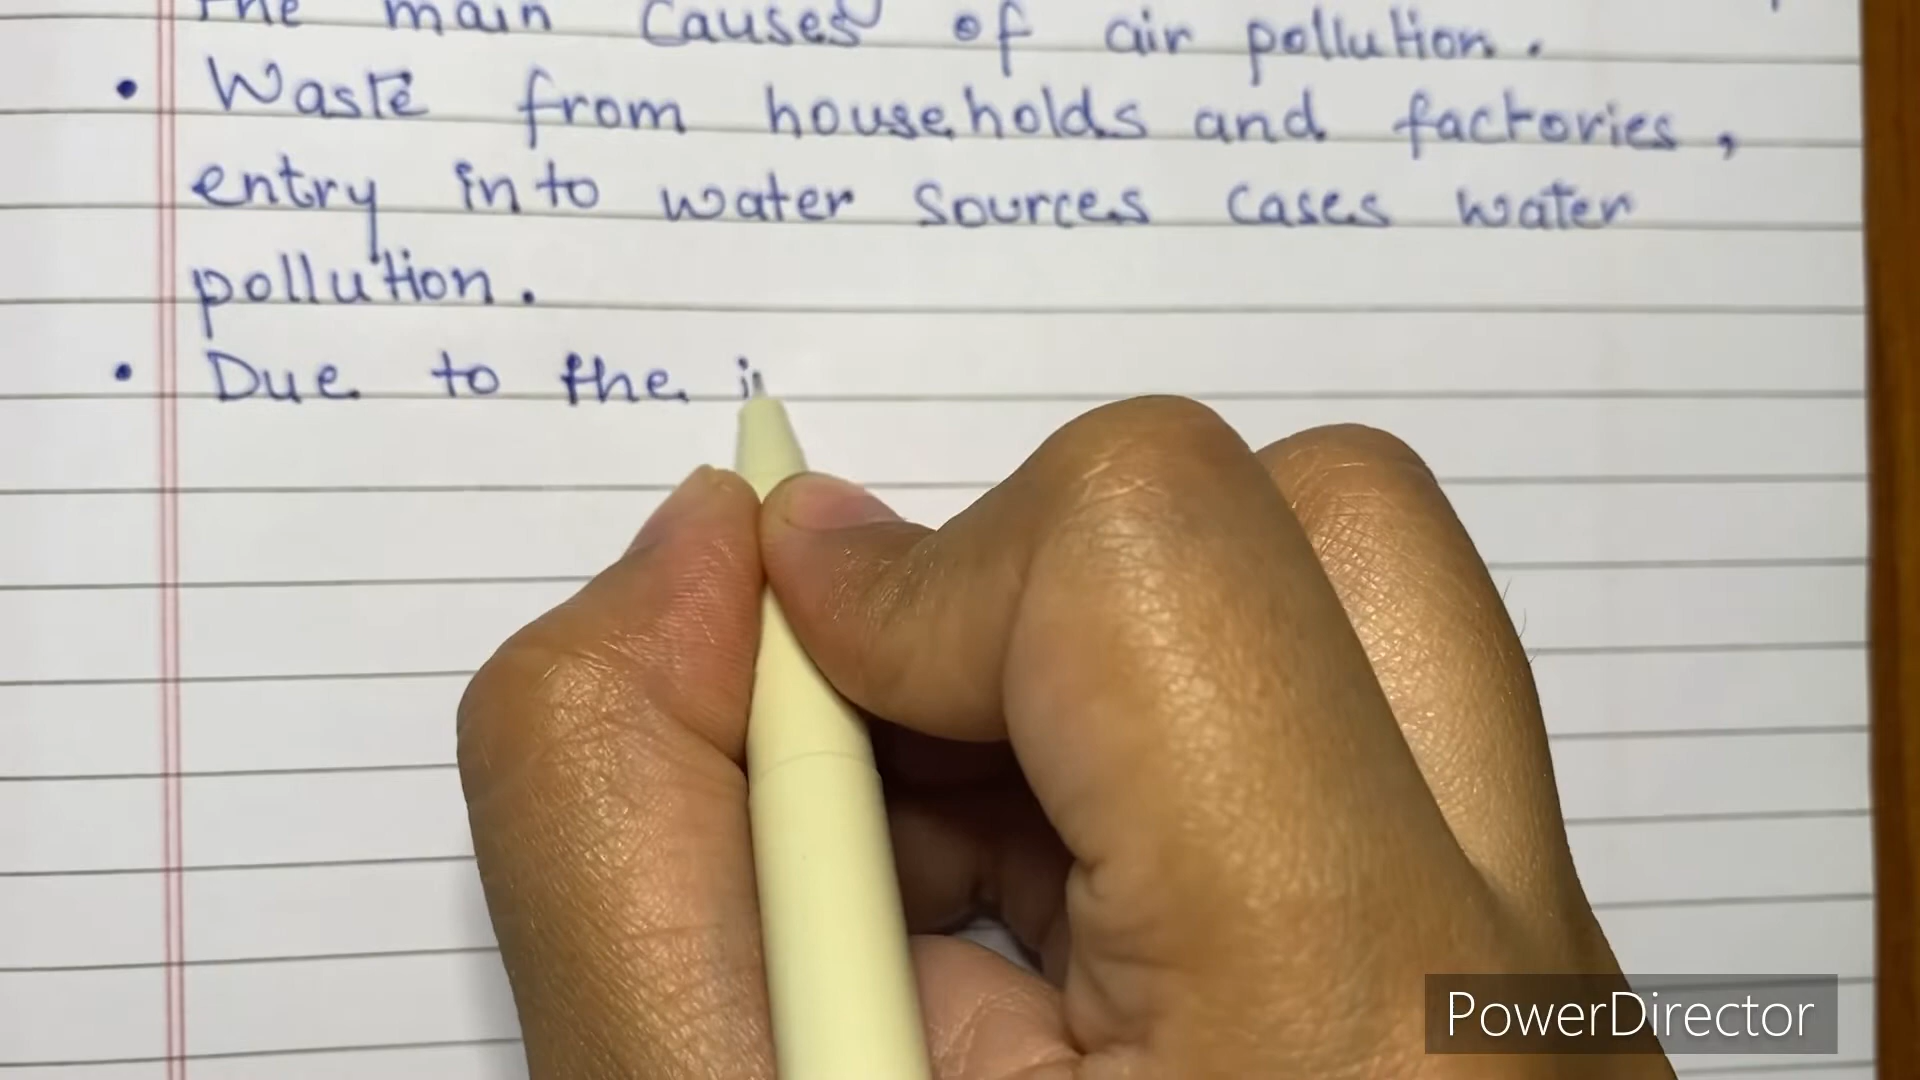 The main causes of air pollution.
• Waste from households and factories,
entry into water sources cases water
pollution.
• Due to the
PowerDirector